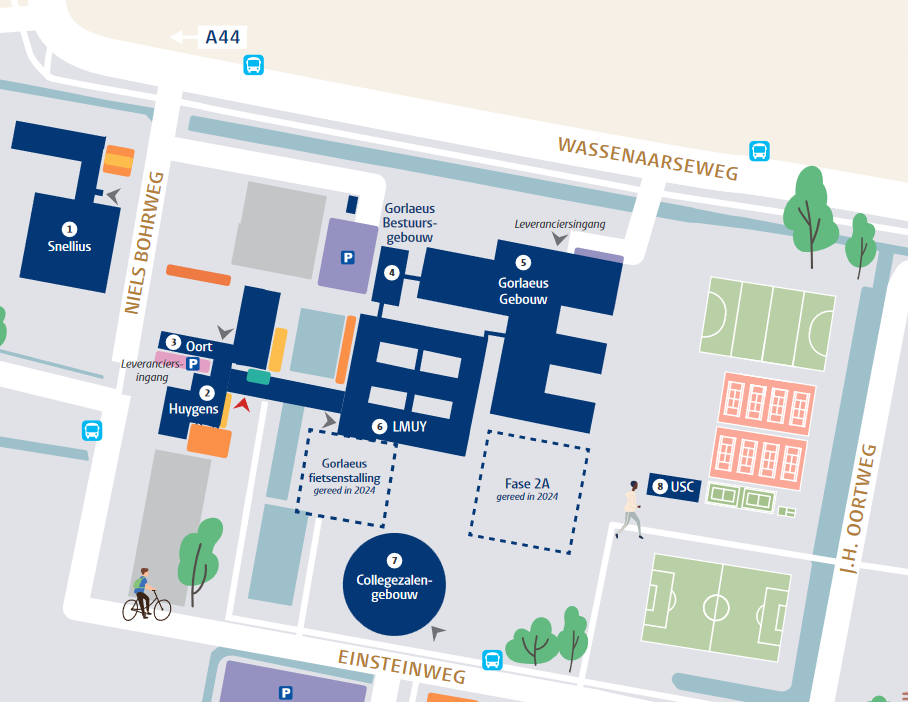 A44
WASSENAARSEWEG
NIELS BOHRWEG
1
Snellius
Gorlaeus
Bestuurs-
gebouw
4
P
Leveranciersingang
5
Gorlaeus
Gebouw
3 Oort
Leveranciers-
ingang
P
2
Huygens
6 LMUY
Gorlaeus
fietsenstalling
gereed in 2024
Fase 2A
gereed in 2024
8 USC
J.H. OORTWEG
7
Collegezalen-
gebouw
EINSTEINWEG
P